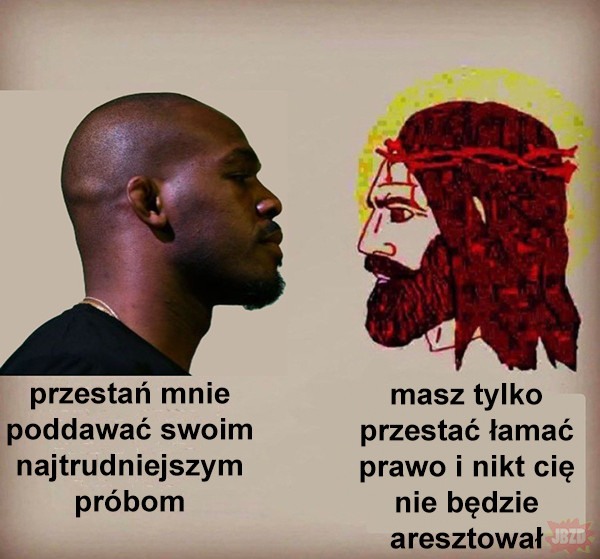 przestań mnie
poddawać swoim
najtrudniejszym
próbom
masz tylko
przestać łamać
prawo i nikt cię
nie będzie
aresztował
JBZD